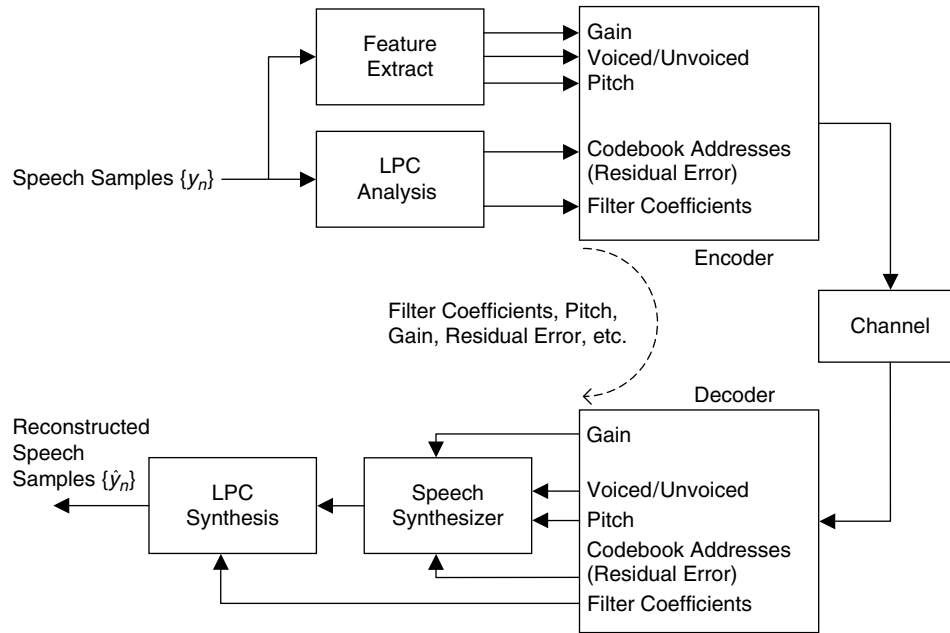 Feature
Extract
Gain
Voiced/Unvoiced
Pitch
Speech Samples {yₙ}
LPC
Analysis
Codebook Addresses
(Residual Error)
Filter Coefficients
Encoder
Filter Coefficients, Pitch,
Gain, Residual Error, etc.
Channel
Decoder
Reconstructed
Speech
Samples {ŷₙ}
LPC
Synthesis
Speech
Synthesizer
Gain
Voiced/Unvoiced
Pitch
Codebook Addresses
(Residual Error)
Filter Coefficients